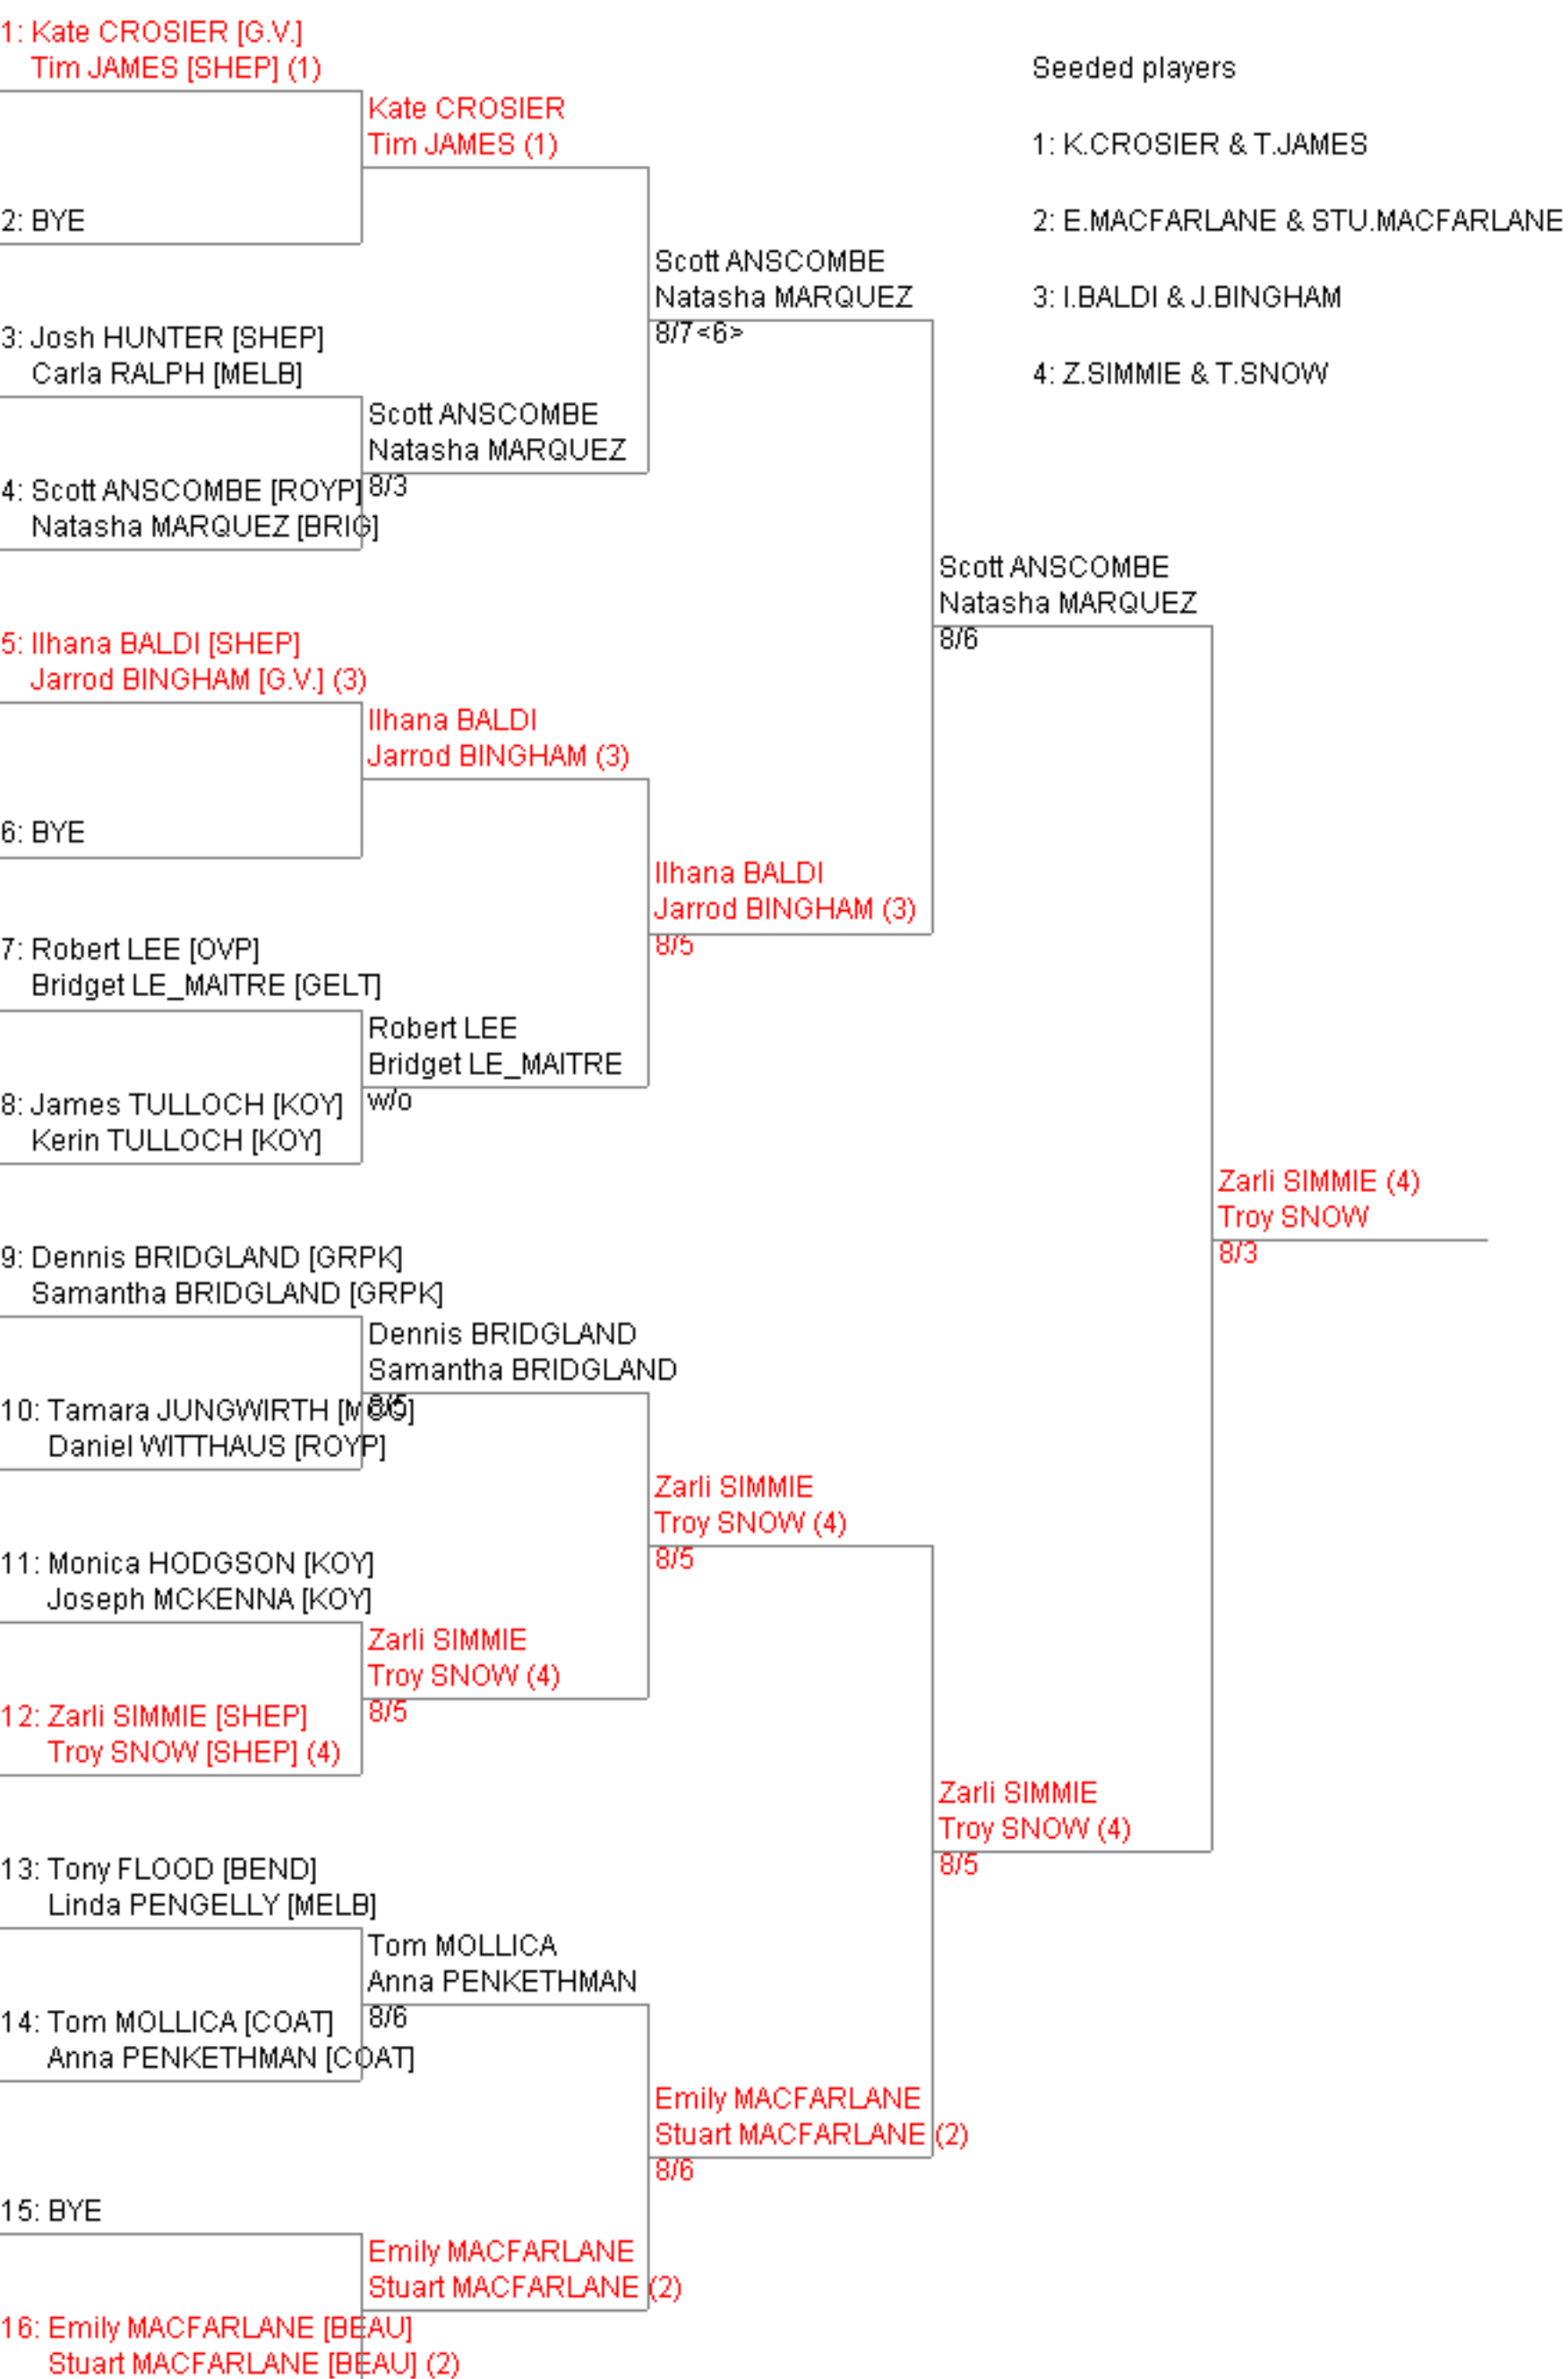 1: Kate CROSIER [G.V.]
Tim JAMES [SHEP] (1)
2: BYE
3: Josh HUNTER [SHEP]
Carla RALPH [MELB]
4: Scott ANSCOMBE [ROYP]
Natasha MARQUEZ [BRIG]
5: Ilhana BALDI [SHEP]
Jarrod BINGHAM [G.V.] (3)
6: BYE
7: Robert LEE [OVP]
Bridget LE_MAITRE [GELT]
8: James TULLOCH [KOY]
Kerin TULLOCH [KOY]
9: Dennis BRIDGLAND [GRPK]
Samantha BRIDGLAND [GRPK]
10: Tamara JUNGWIRTH
Daniel WITTHAUS [ROYP]
11: Monica HODGSON [KOY]
Joseph MCKENNA [KOY]
12: Zarli SIMMIE [SHEP]
Troy SNOW [SHEP] (4)
13: Tony FLOOD [BEND]
Linda PENGELLY [MELB]
14: Tom MOLLICA [COAT]
Anna PENKETHMAN [COAT]
15: BYE
16: Emily MACFARLANE [BEAU]
Stuart MACFARLANE [BEAU] (2)
Kate CROSIER
Tim JAMES (1)
Scott ANSCOMBE
Natasha MARQUEZ
8/3
Ilhana BALDI
Jarrod BINGHAM (3)
Robert LEE
Bridget LE_MAITRE
w/o
Dennis BRIDGLAND
Samantha BRIDGLAND
Zarli SIMMIE
Troy SNOW (4)
8/5
Tom MOLLICA
Anna PENKETHMAN
8/6
Emily MACFARLANE
Stuart MACFARLANE (2)
Scott ANSCOMBE
Natasha MARQUEZ
8/7<6>
Ilhana BALDI
Jarrod BINGHAM (3)
8/5
Zarli SIMMIE
Troy SNOW (4)
8/5
Emily MACFARLANE
Stuart MACFARLANE (2)
8/6
Scott ANSCOMBE
Natasha MARQUEZ
8/6
Zarli SIMMIE
Troy SNOW (4)
8/5
Zarli SIMMIE (4)
Troy SNOW
8/3
Seeded players
1: K.CROSIER & T.JAMES
2: E.MACFARLANE & STU.MACFARLANE
3: I.BALDI & J.BINGHAM
4: Z.SIMMIE & T.SNOW